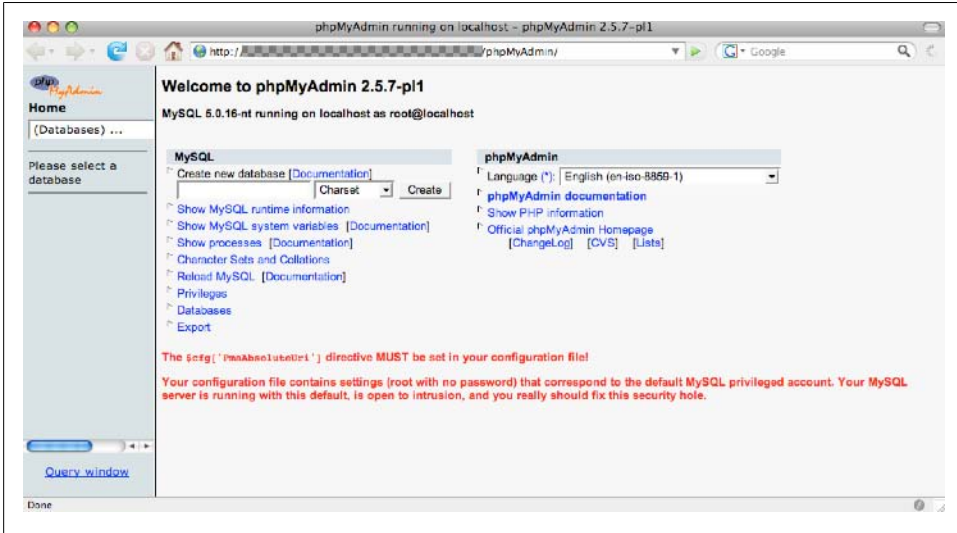 phpMyAdmin running on localhost – phpMyAdmin 2.5.7-pl1
http:/ /phpMyAdmin/
Google
php
MyAdmin
Home
(Databases) ...
Please select a
database
Query window
Welcome to phpMyAdmin 2.5.7-pl1
MySQL 5.0.16-nt running on localhost as root@localhost
MySQL
Create new database [Documentation]
Charset Create
Show MySQL runtime information
Show MySQL system variables [Documentation]
Show processes [Documentation]
Character Sets and Collations
Reload MySQL [Documentation]
Privileges
Databases
Export
phpMyAdmin
Language (*): English (en-iso-8859-1)
phpMyAdmin documentation
Show PHP information
Official phpMyAdmin Homepage
[ChangeLog] [CVS] [Lists]
The $cfg['PmaAbsoluteUri'] directive MUST be set in your configuration file!
Your configuration file contains settings (root with no password) that correspond to the default MySQL privileged account. Your MySQL
server is running with this default, is open to intrusion, and you really should fix this security hole.
Done